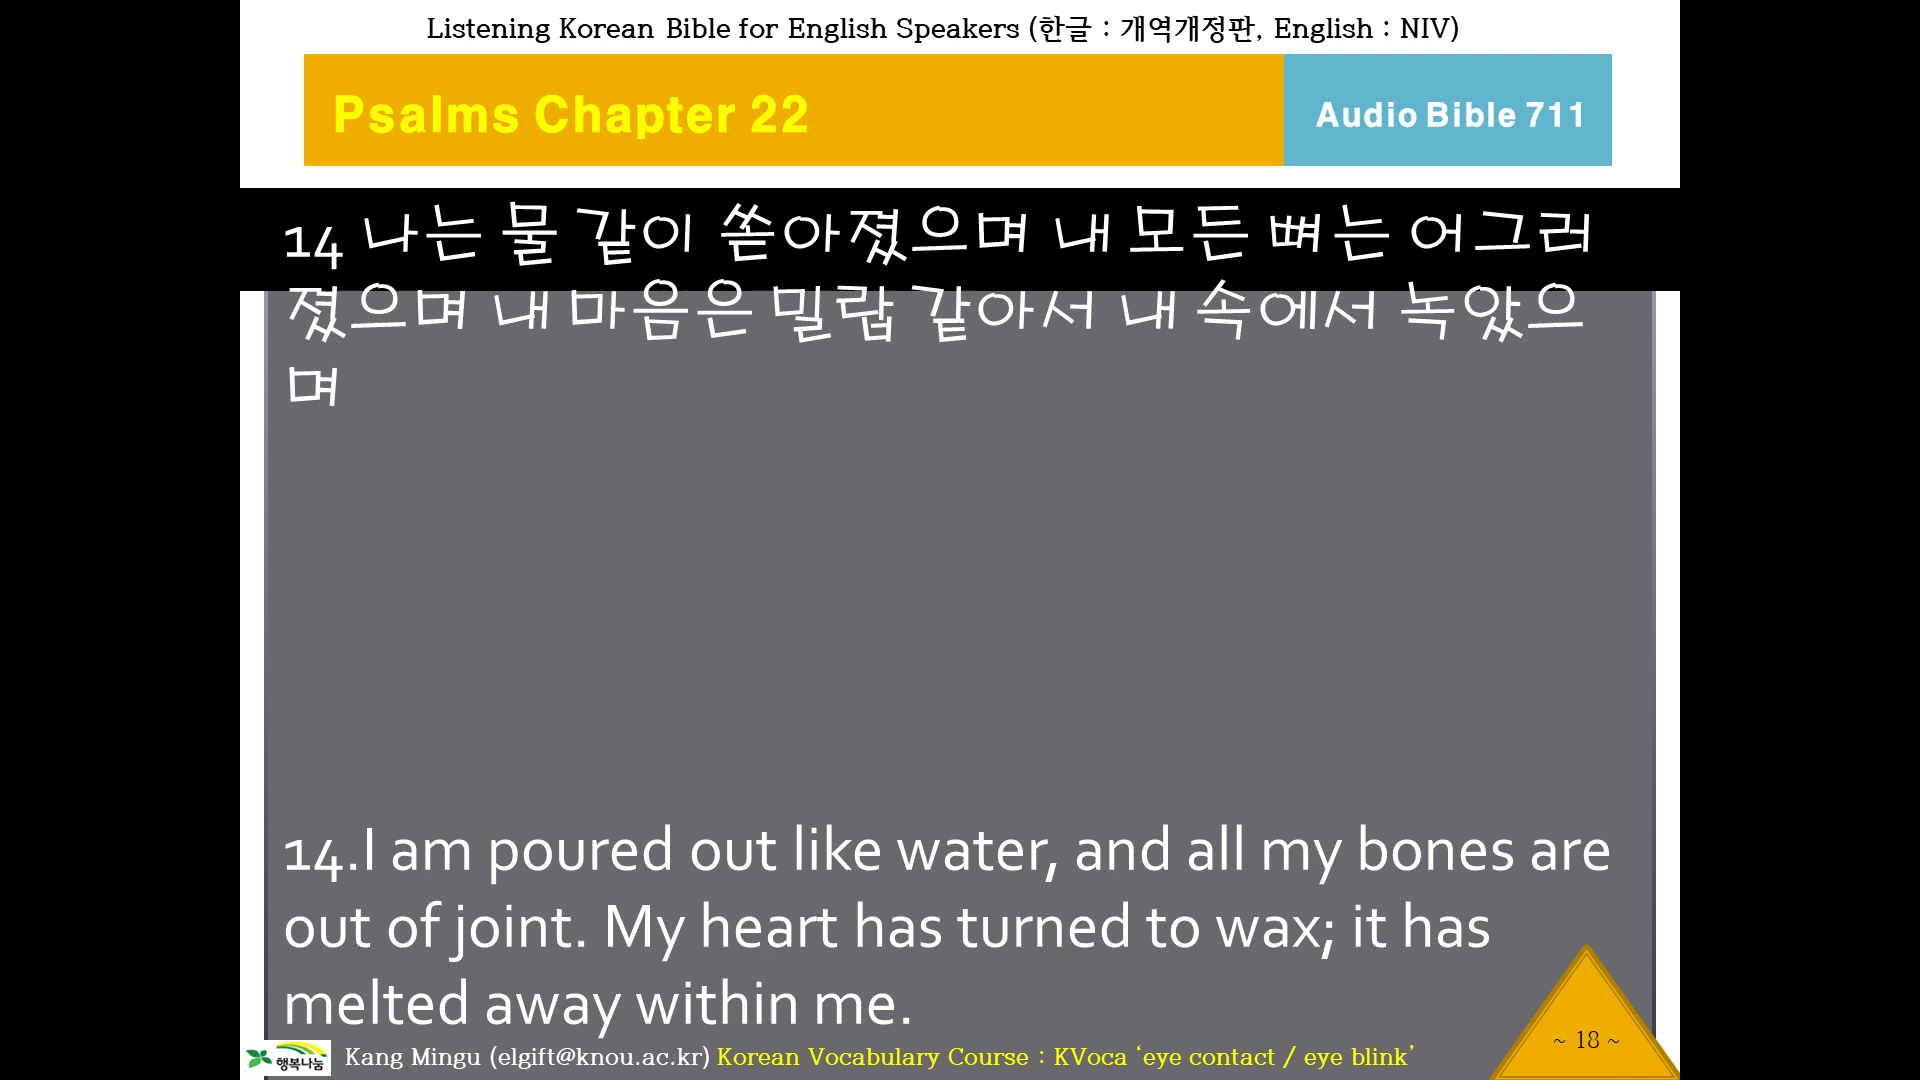 Listening Korean Bible for English Speakers (한글 : 개역개정판, English : NIV)
Psalms Chapter 22
Audio Bible 711
14 나는 물 같이 쏟아졌으며 내 모든 뼈는 어그러
졌으며 내 마음은 밀랍 같아서 내 속에서 녹았으
며
14.I am poured out like water, and all my bones are
out of joint. My heart has turned to wax; it has
melted away within me.
~ 18 ~
행복나눔
Kang Mingu (elgift@knou.ac.kr) Korean Vocabulary Course : KVoca ‘eye contact / eye blink’